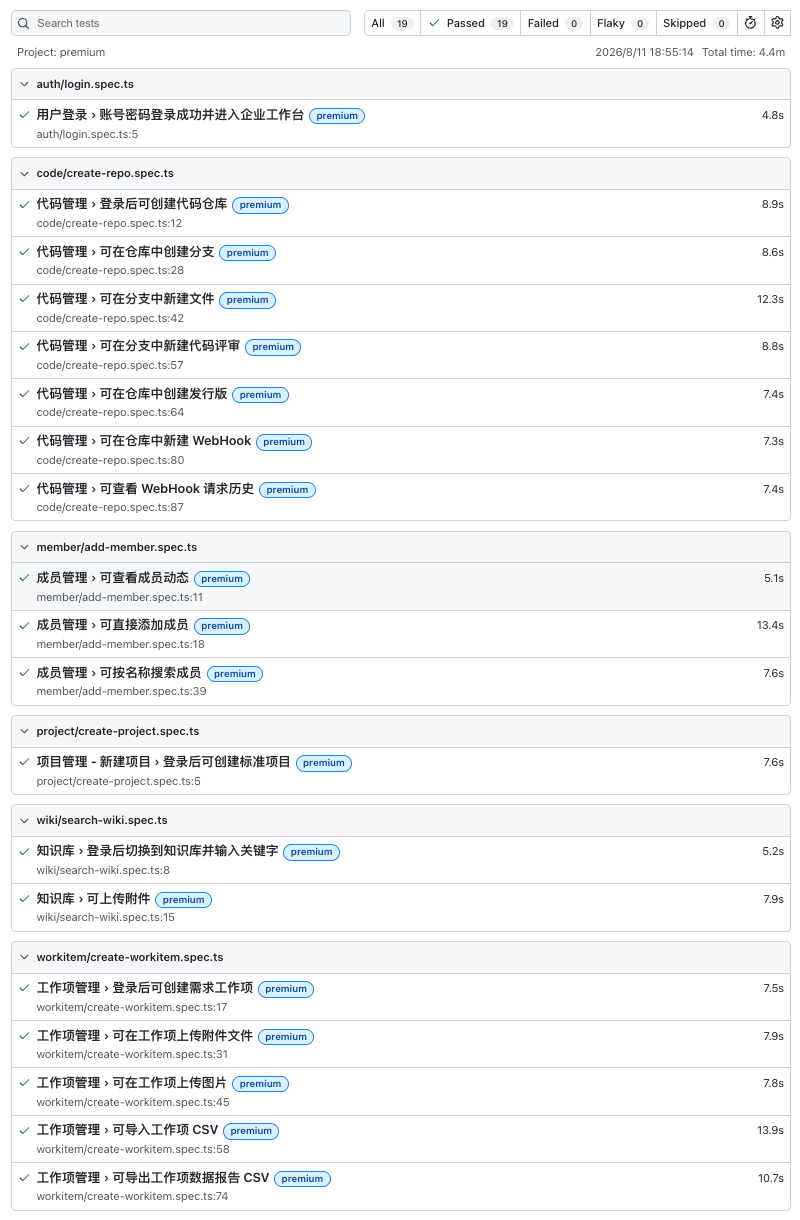 Search tests
All 19 Passed 19 Failed 0 Flaky 0 Skipped 0
Project: premium 2026/8/11 18:55:14 Total time: 4.4m
auth/login.spec.ts
用户登录 › 账号密码登录成功并进入企业工作台 premium 4.8s
auth/login.spec.ts:5
code/create-repo.spec.ts
代码管理 › 登录后可创建代码仓库 premium 8.9s
code/create-repo.spec.ts:12
代码管理 › 可在仓库中创建分支 premium 8.6s
code/create-repo.spec.ts:28
代码管理 › 可在分支中新建文件 premium 12.3s
code/create-repo.spec.ts:42
代码管理 › 可在分支中新建代码评审 premium 8.8s
code/create-repo.spec.ts:57
代码管理 › 可在仓库中创建发行版 premium 7.4s
code/create-repo.spec.ts:64
代码管理 › 可在仓库中新建 WebHook premium 7.3s
code/create-repo.spec.ts:80
代码管理 › 可查看 WebHook 请求历史 premium 7.4s
code/create-repo.spec.ts:87
member/add-member.spec.ts
成员管理 › 可查看成员动态 premium 5.1s
member/add-member.spec.ts:11
成员管理 › 可直接添加成员 premium 13.4s
member/add-member.spec.ts:18
成员管理 › 可按名称搜索成员 premium 7.6s
member/add-member.spec.ts:39
project/create-project.spec.ts
项目管理 - 新建项目 › 登录后可创建标准项目 premium 7.6s
project/create-project.spec.ts:5
wiki/search-wiki.spec.ts
知识库 › 登录后切换到知识库并输入关键字 premium 5.2s
wiki/search-wiki.spec.ts:8
知识库 › 可上传附件 premium 7.9s
wiki/search-wiki.spec.ts:15
workitem/create-workitem.spec.ts
工作项管理 › 登录后可创建需求工作项 premium 7.5s
workitem/create-workitem.spec.ts:17
工作项管理 › 可在工作项上传附件文件 premium 7.9s
workitem/create-workitem.spec.ts:31
工作项管理 › 可在工作项上传图片 premium 7.8s
workitem/create-workitem.spec.ts:45
工作项管理 › 可导入工作项 CSV premium 13.9s
workitem/create-workitem.spec.ts:58
工作项管理 › 可导出工作项数据报告 CSV premium 10.7s
workitem/create-workitem.spec.ts:74